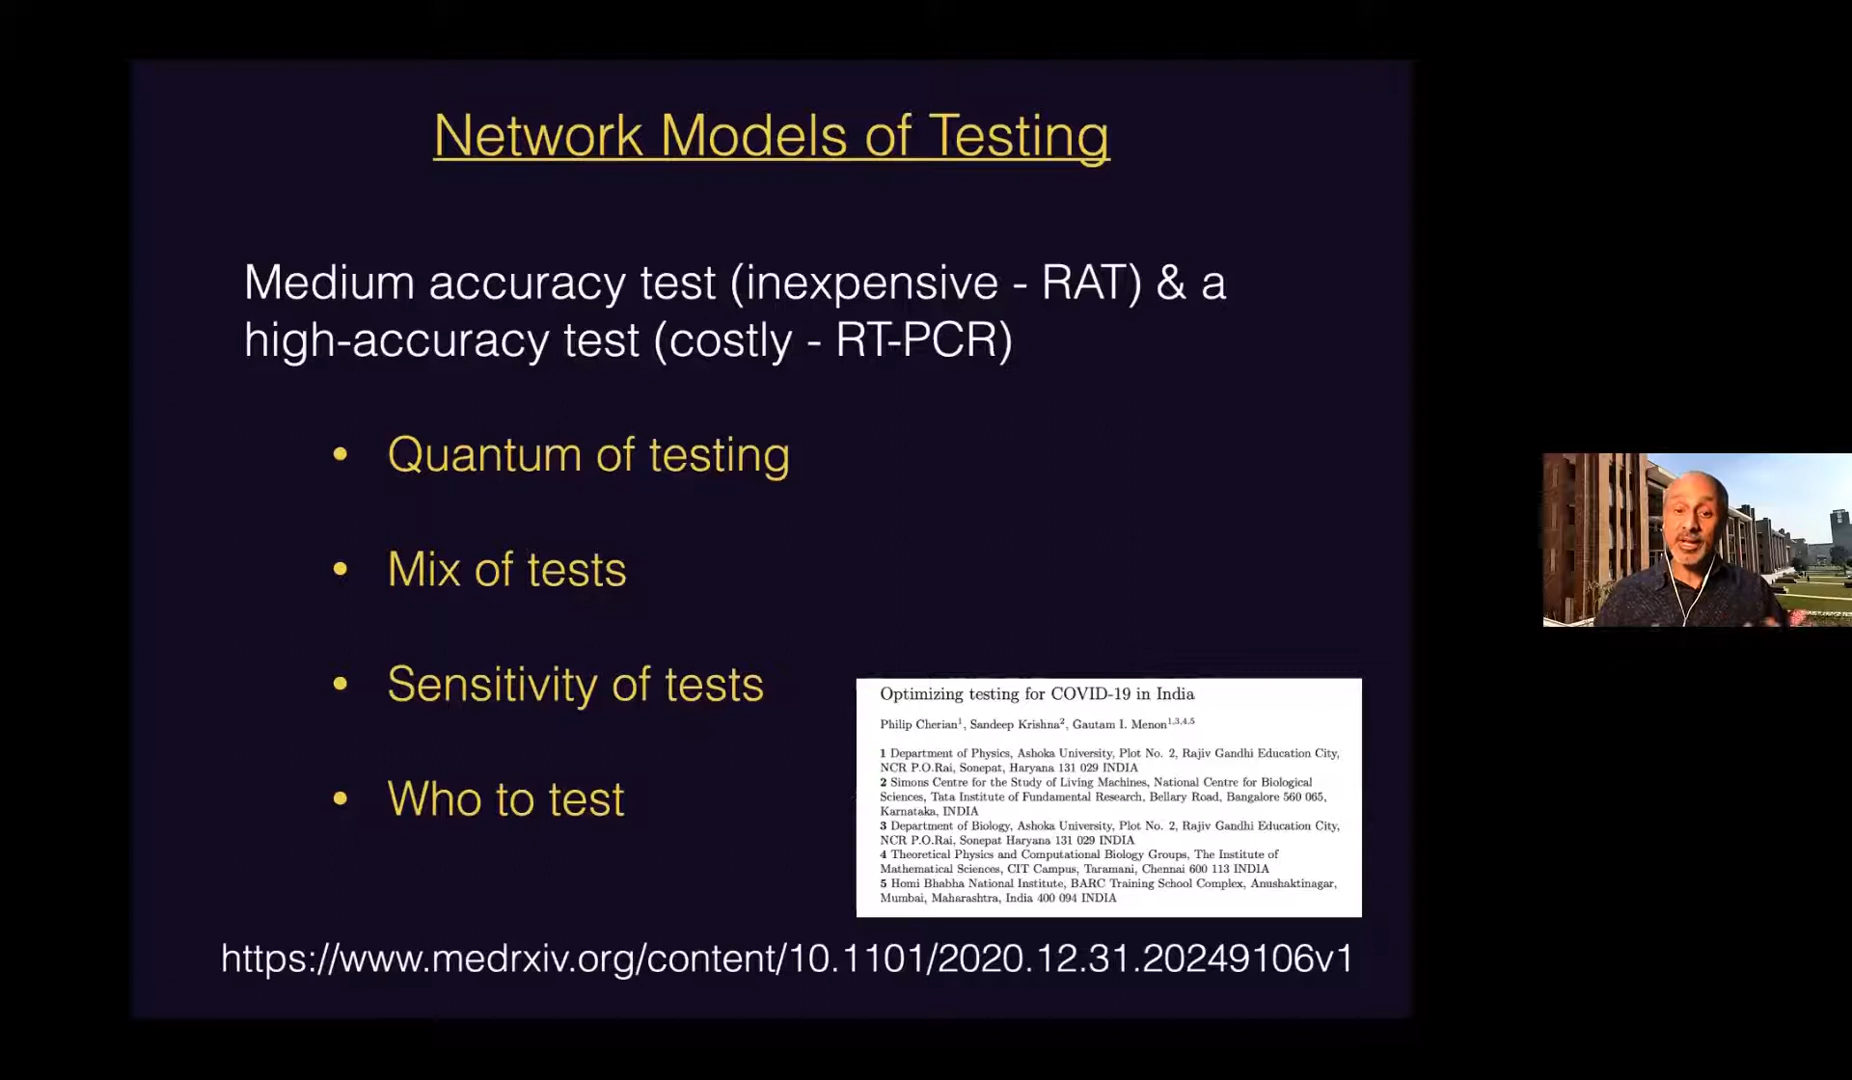 Network Models of Testing
Medium accuracy test (inexpensive - RAT) & a
high-accuracy test (costly - RT-PCR)
• Quantum of testing
• Mix of tests
• Sensitivity of tests
• Who to test
Optimizing testing for COVID-19 in India
Philip Cherian¹, Sandeep Krishna², Gautam I. Menon¹,³,⁴,⁵
1 Department of Physics, Ashoka University, Plot No. 2, Rajiv Gandhi Education City,
NCR P.O.Rai, Sonepat, Haryana 131 029 INDIA
2 Simons Centre for the Study of Living Machines, National Centre for Biological
Sciences, Tata Institute of Fundamental Research, Bellary Road, Bangalore 560 065,
Karnataka, INDIA
3 Department of Biology, Ashoka University, Plot No. 2, Rajiv Gandhi Education City,
NCR P.O.Rai, Sonepat Haryana 131 029 INDIA
4 Theoretical Physics and Computational Biology Groups, The Institute of
Mathematical Sciences, CIT Campus, Taramani, Chennai 600 113 INDIA
5 Homi Bhabha National Institute, BARC Training School Complex, Anushaktinagar,
Mumbai, Maharashtra, India 400 094 INDIA
https://www.medrxiv.org/content/10.1101/2020.12.31.20249106v1